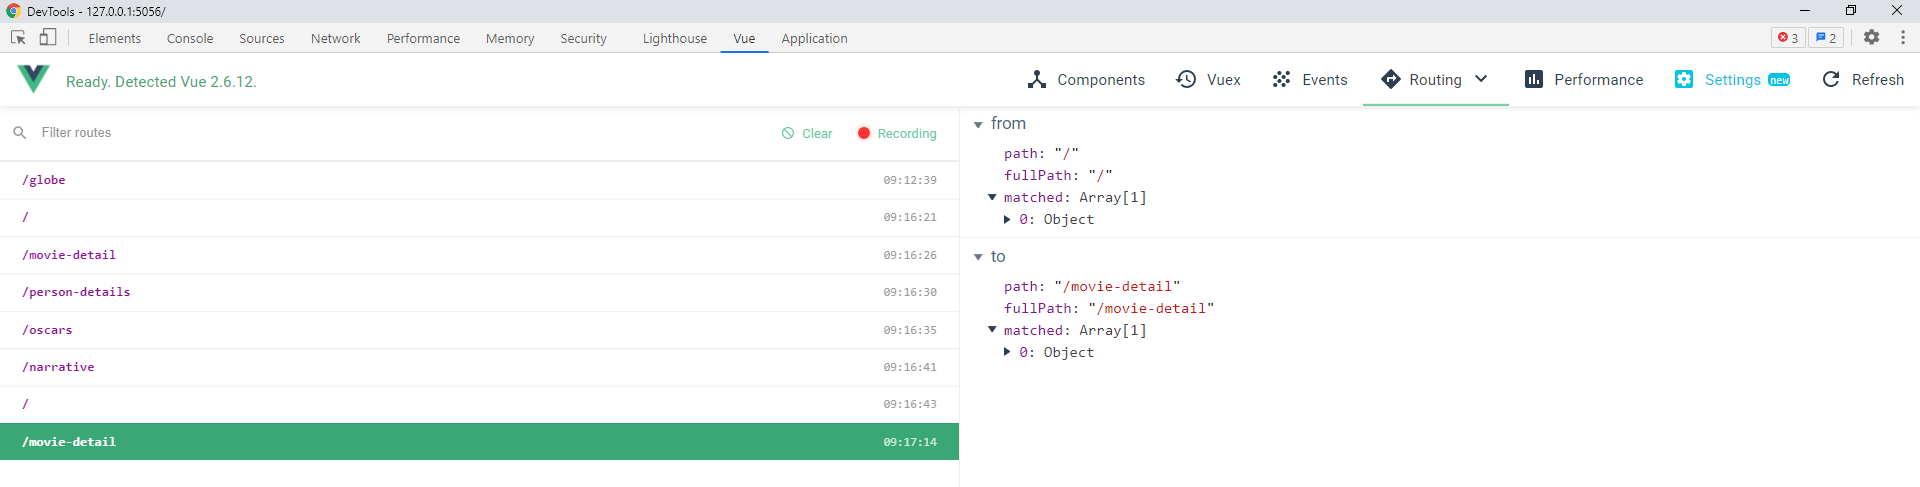 DevTools - 127.0.0.1:5056/
Elements Console Sources Network Performance Memory Security Lighthouse Vue Application 3 2
Ready. Detected Vue 2.6.12. Components Vuex Events Routing Performance Settings new Refresh
Filter routes Clear Recording
/globe 09:12:39
/ 09:16:21
/movie-detail 09:16:26
/person-details 09:16:30
/oscars 09:16:35
/narrative 09:16:41
/ 09:16:43
/movie-detail 09:17:14
from
path: "/"
fullPath: "/"
matched: Array[1]
0: Object
to
path: "/movie-detail"
fullPath: "/movie-detail"
matched: Array[1]
0: Object